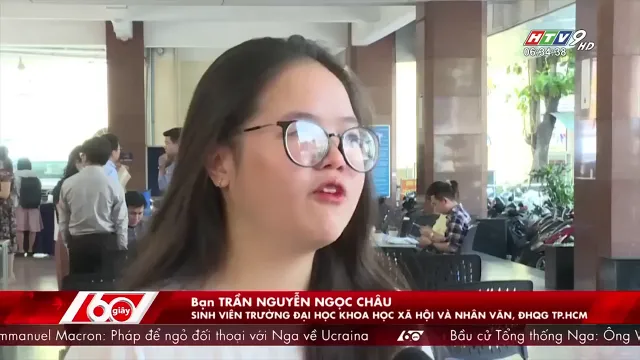 HTV9 HD
06:34:38
60 giây
Bạn TRẦN NGUYỄN NGỌC CHÂU
SINH VIÊN TRƯỜNG ĐẠI HỌC KHOA HỌC XÃ HỘI VÀ NHÂN VĂN, ĐHQG TP.HCM
mmanuel Macron: Pháp để ngỏ đối thoại với Nga về Ucraina
Bầu cử Tổng thống Nga: Ông V